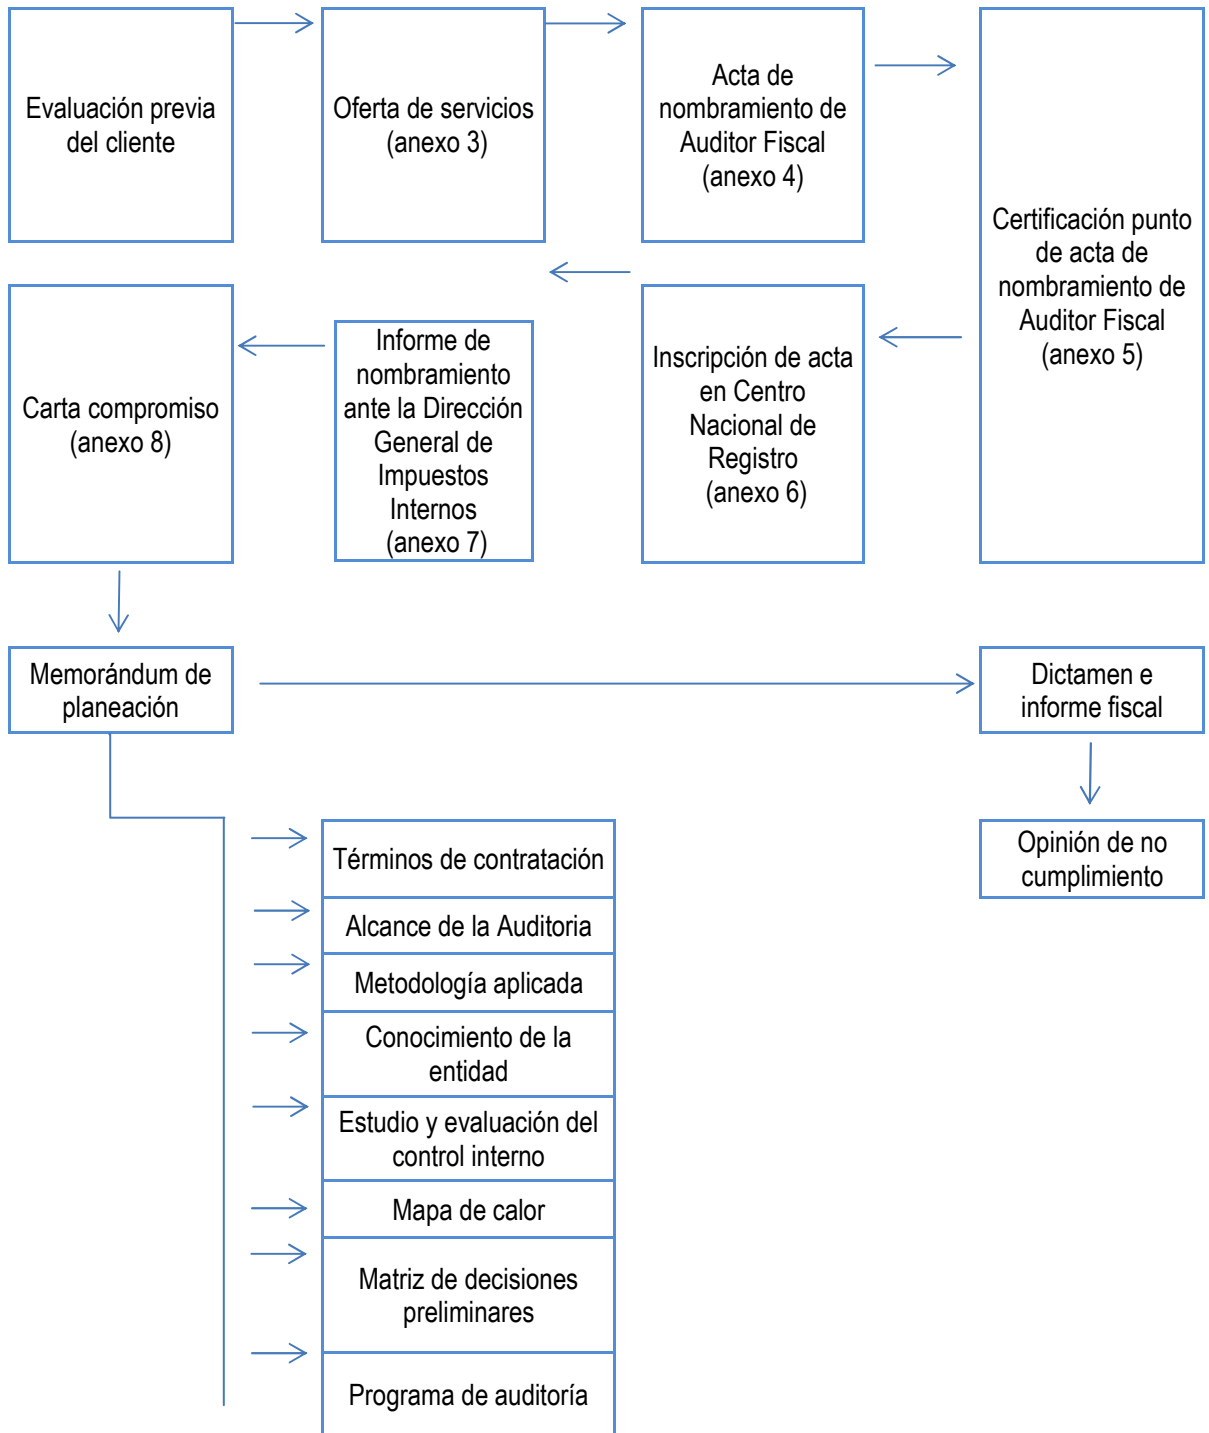 Evaluación previa
del cliente
Oferta de servicios
(anexo 3)
Acta de
nombramiento de
Auditor Fiscal
(anexo 4)
Certificación punto
de acta de
nombramiento de
Auditor Fiscal
(anexo 5)
Inscripción de acta
en Centro
Nacional de
Registro
(anexo 6)
Informe de
nombramiento
ante la Dirección
General de
Impuestos
Internos
(anexo 7)
Carta compromiso
(anexo 8)
Memorándum de
planeación
Dictamen e
informe fiscal
Opinión de no
cumplimiento
Términos de contratación
Alcance de la Auditoria
Metodología aplicada
Conocimiento de la
entidad
Estudio y evaluación del
control interno
Mapa de calor
Matriz de decisiones
preliminares
Programa de auditoría